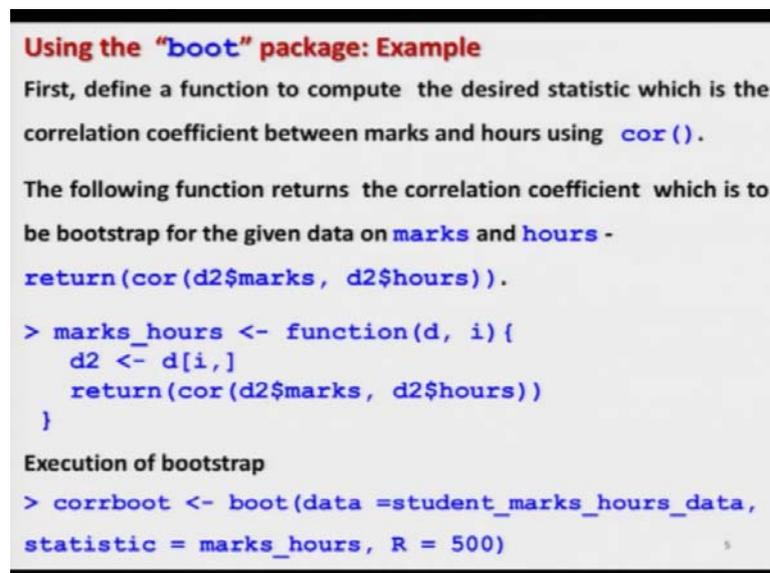 Using the “boot” package: Example
First, define a function to compute the desired statistic which is the
correlation coefficient between marks and hours using cor().
The following function returns the correlation coefficient which is to
be bootstrap for the given data on marks and hours -
return(cor(d2$marks, d2$hours)).
> marks_hours <- function(d, i){
d2 <- d[i,]
return(cor(d2$marks, d2$hours))
}
Execution of bootstrap
> corrboot <- boot(data =student_marks_hours_data,
statistic = marks_hours, R = 500)
5